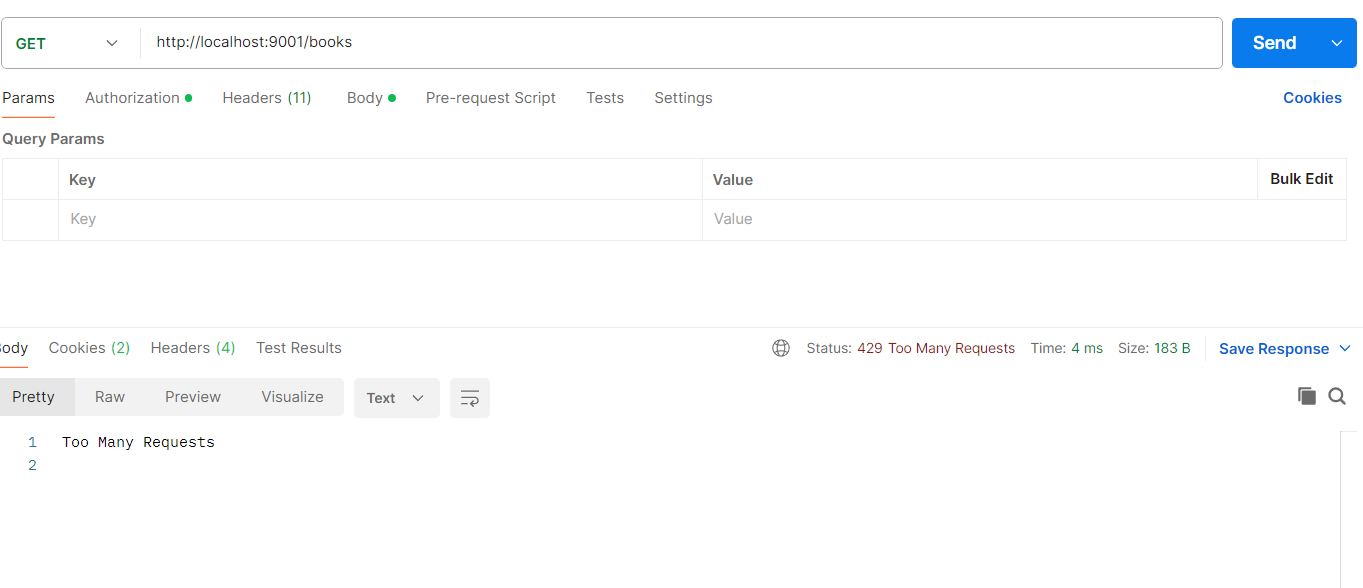 GET http://localhost:9001/books Send
Params Authorization Headers (11) Body Pre-request Script Tests Settings Cookies
Query Params
Key Value Bulk Edit
Key Value
ody Cookies (2) Headers (4) Test Results Status: 429 Too Many Requests Time: 4 ms Size: 183 B Save Response
Pretty Raw Preview Visualize Text
1 Too Many Requests
2